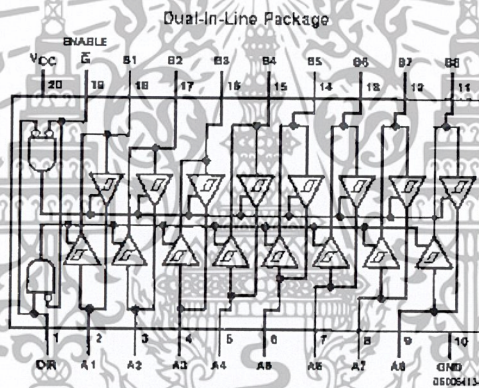 Dual-In-Line Package
ENABLE
VCC G B1 B2 B3 B4 B5 B6 B7 B8
20 19 18 17 16 15 14 13 12 11
1 2 3 4 5 6 7 8 9 10
DIR A1 A2 A3 A4 A5 A6 A7 A8 GND